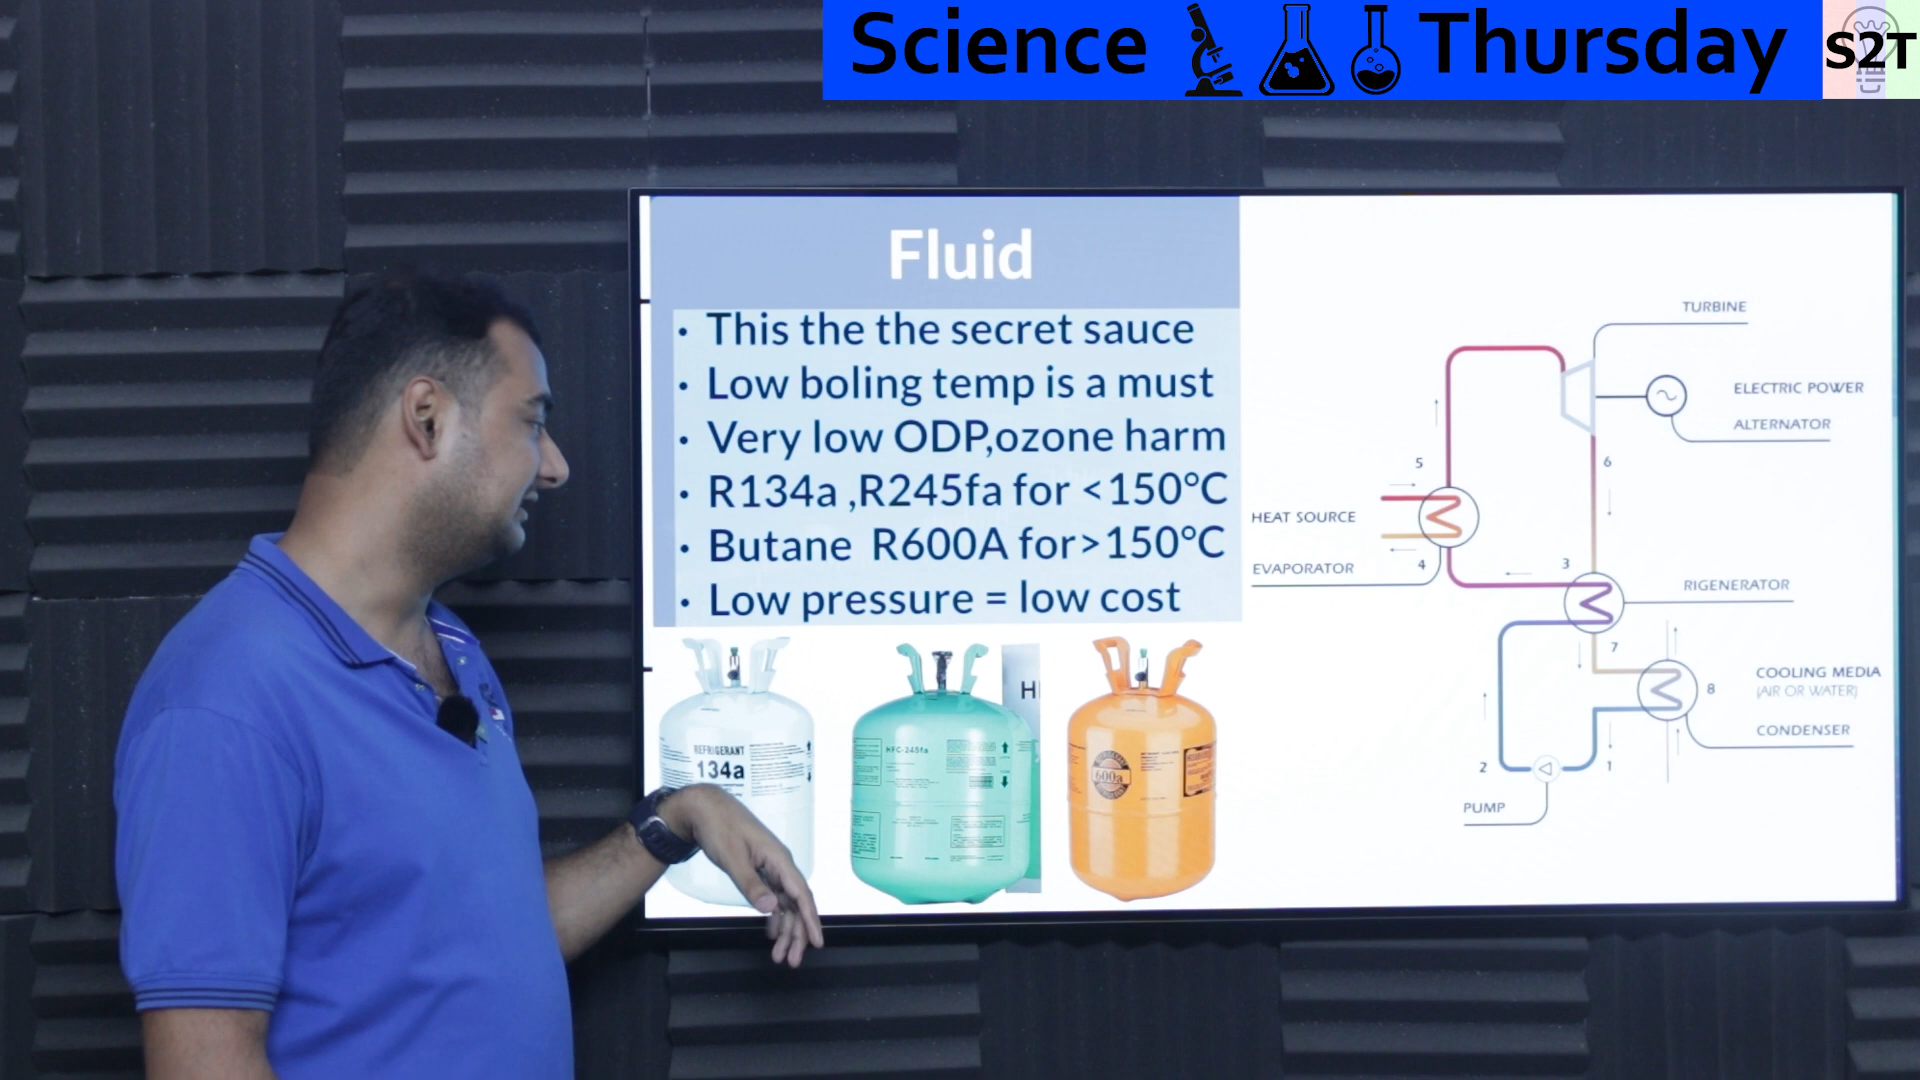 Science Thursday
S2T
Fluid
• This the the secret sauce
• Low boling temp is a must
• Very low ODP,ozone harm
• R134a ,R245fa for <150°C
• Butane R600A for>150°C
• Low pressure = low cost
REFRIGERANT
134a
HFC-245fa
H
600a
TURBINE
ELECTRIC POWER
ALTERNATOR
5
6
HEAT SOURCE
EVAPORATOR
4
3
RIGENERATOR
7
COOLING MEDIA
(AIR OR WATER)
8
CONDENSER
2
1
PUMP